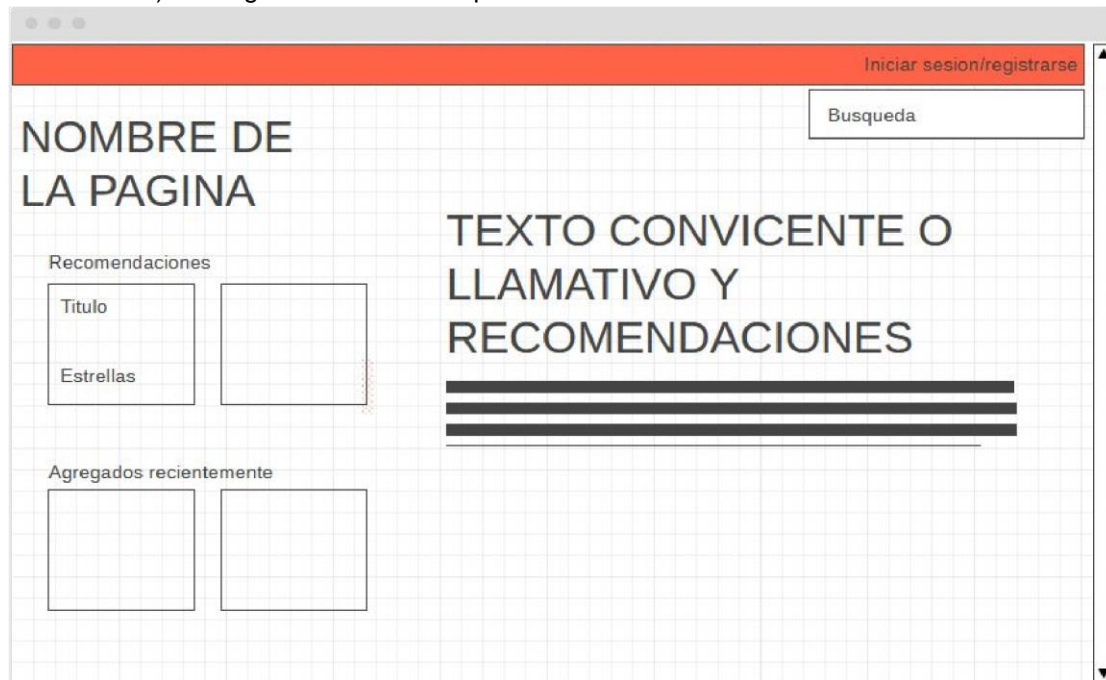 Iniciar sesion/registrarse
Busqueda
NOMBRE DE
LA PAGINA
TEXTO CONVICENTE O
LLAMATIVO Y
RECOMENDACIONES
Recomendaciones
Titulo
Estrellas
Agregados recientemente